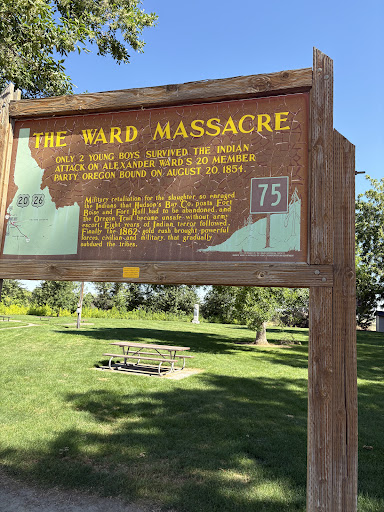 THE WARD MASSACRE
ONLY 2 YOUNG BOYS SURVIVED THE INDIAN
ATTACK ON ALEXANDER WARD'S 20 MEMBER
PARTY OREGON BOUND ON AUGUST 20, 1854.
Military retaliation for the slaughter so enraged
the Indians that Hudson's Bay Co. posts Fort
Boise and Fort Hall had to be abandoned, and
the Oregon Trail became unsafe without army
escort. Eight years of Indian terror followed.
Finally the 1862 gold rush brought powerful
forces, civilian and military, that gradually
subdued the tribes.
75
20 26